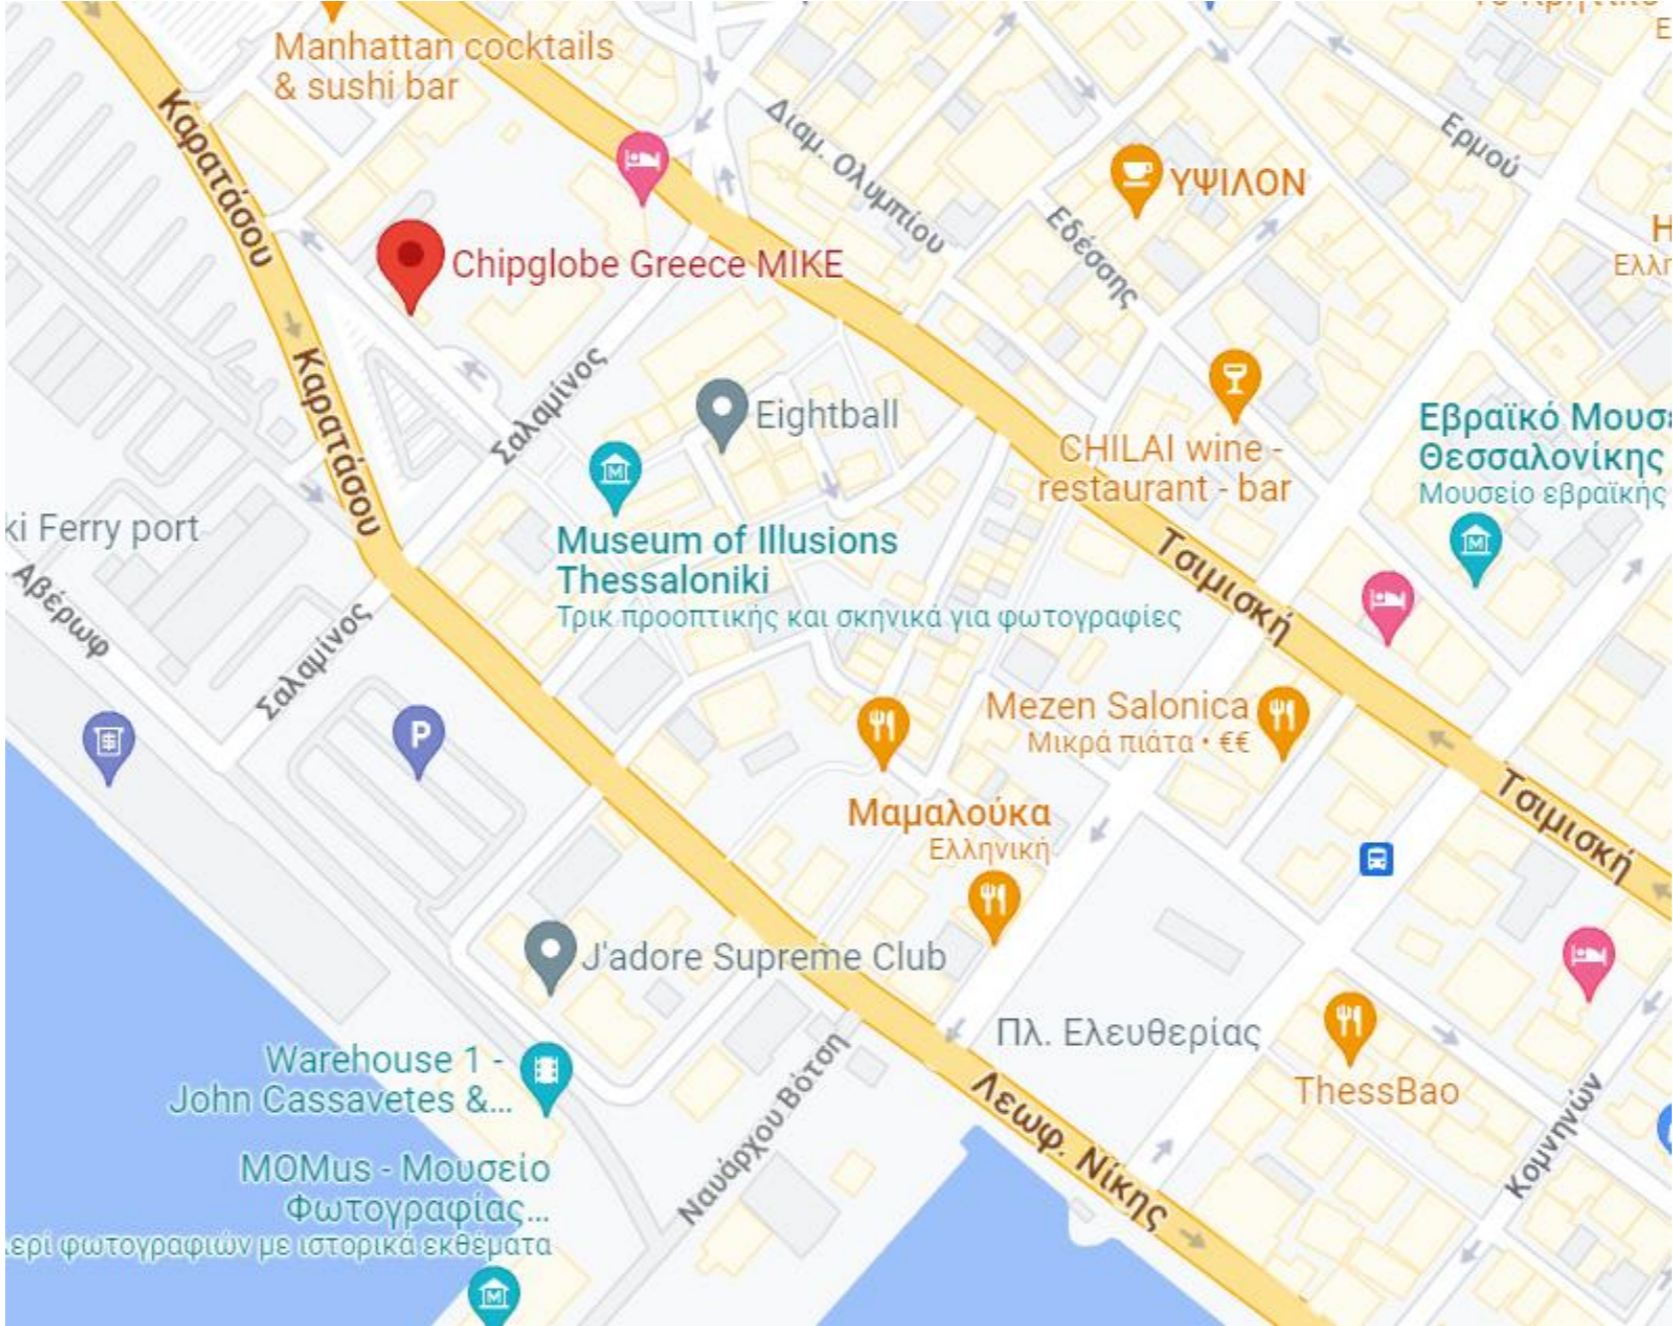 Manhattan cocktails
& sushi bar
Καρατάσου
Διαμ. Ολυμπίου
Ερμού
ΥΨΙΛΟΝ
Εδέσσης
Chipglobe Greece MIKE
Καρατάσου
Σαλαμίνος
Eightball
CHILAI wine -
restaurant - bar
Εβραϊκό
Θεσσαλονίκης
Μουσείο εβραϊκής
Ferry port
Museum of Illusions
Thessaloniki
Τρικ προοπτικής και σκηνικά για φωτογραφίες
Τσιμισκή
Αβέρωφ
Σαλαμίνος
P
Mezen Salonica
Μικρά πιάτα • €€
Τσιμισκή
Μαμαλούκα
Ελληνική
J'adore Supreme Club
Πλ. Ελευθερίας
Warehouse 1 -
John Cassavetes &...
Ναυάρχου Βότση
Λεωφ. Νίκης
ThessBao
Κομνηνών
MOMus - Μουσείο
Φωτογραφίας...
φωτογραφιών με ιστορικά εκθέματα